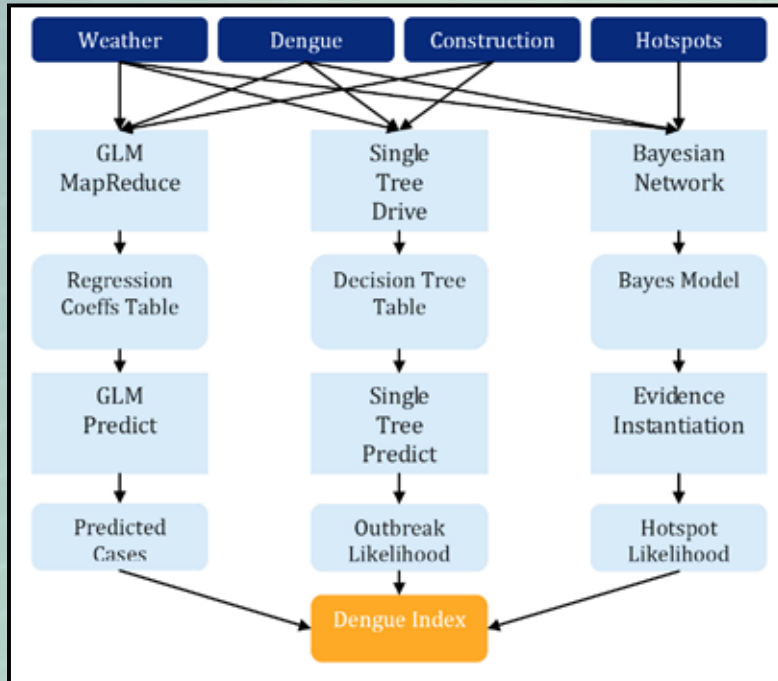 Weather
Dengue
Construction
Hotspots
GLM
MapReduce
Single
Tree
Drive
Bayesian
Network
Regression
Coeffs Table
Decision Tree
Table
Bayes Model
GLM
Predict
Single
Tree
Predict
Evidence
Instantiation
Predicted
Cases
Outbreak
Likelihood
Hotspot
Likelihood
Dengue Index